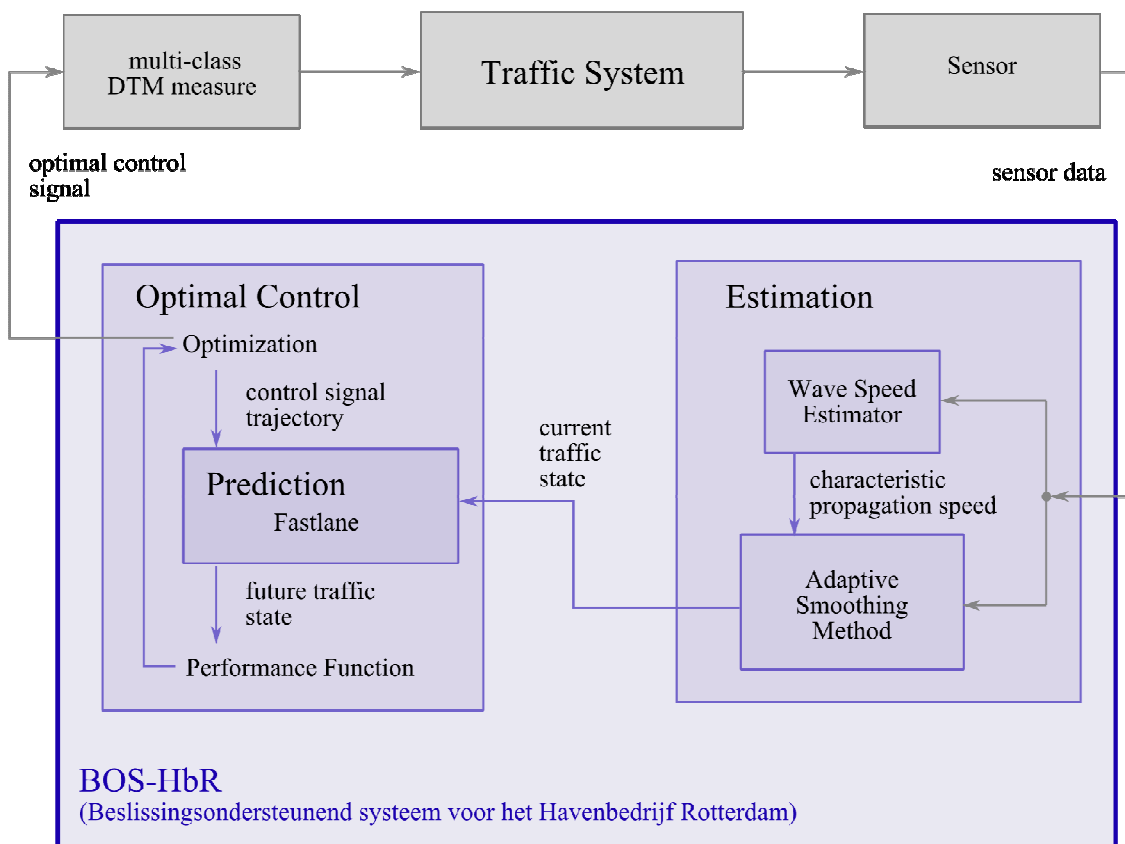 multi-class
DTM measure
Traffic System
Sensor
optimal control
signal
sensor data
Optimal Control
Optimization
control signal
trajectory
Prediction
Fastlane
future traffic
state
Performance Function
current
traffic
state
Estimation
Wave Speed
Estimator
characteristic
propagation speed
Adaptive
Smoothing
Method
BOS-HbR
(Beslissingsondersteunend systeem voor het Havenbedrijf Rotterdam)